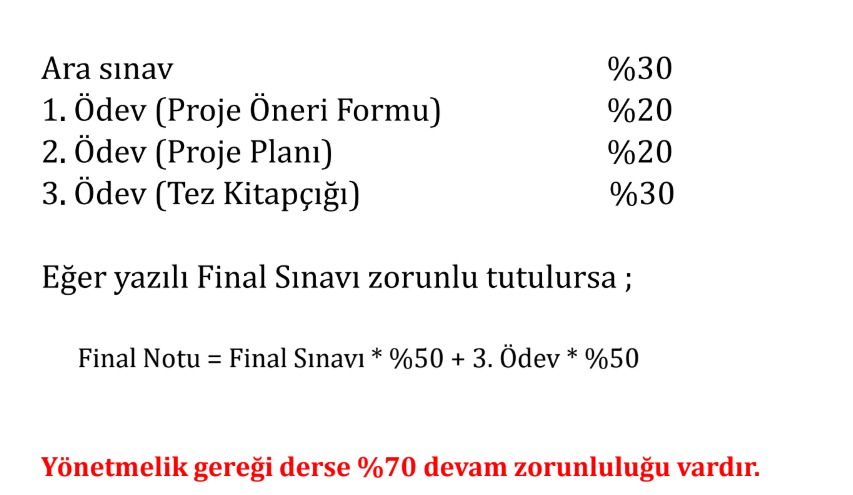 Ara sınav %30
1. Ödev (Proje Öneri Formu) %20
2. Ödev (Proje Planı) %20
3. Ödev (Tez Kitapçığı) %30
Eğer yazılı Final Sınavı zorunlu tutulursa ;
Final Notu = Final Sınavı * %50 + 3. Ödev * %50
Yönetmelik gereği derse %70 devam zorunluluğu vardır.